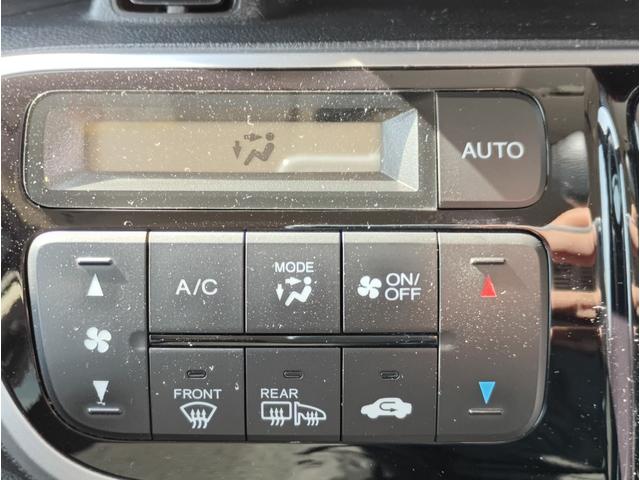 AUTO
A/C
MODE
ON/
OFF
FRONT
REAR